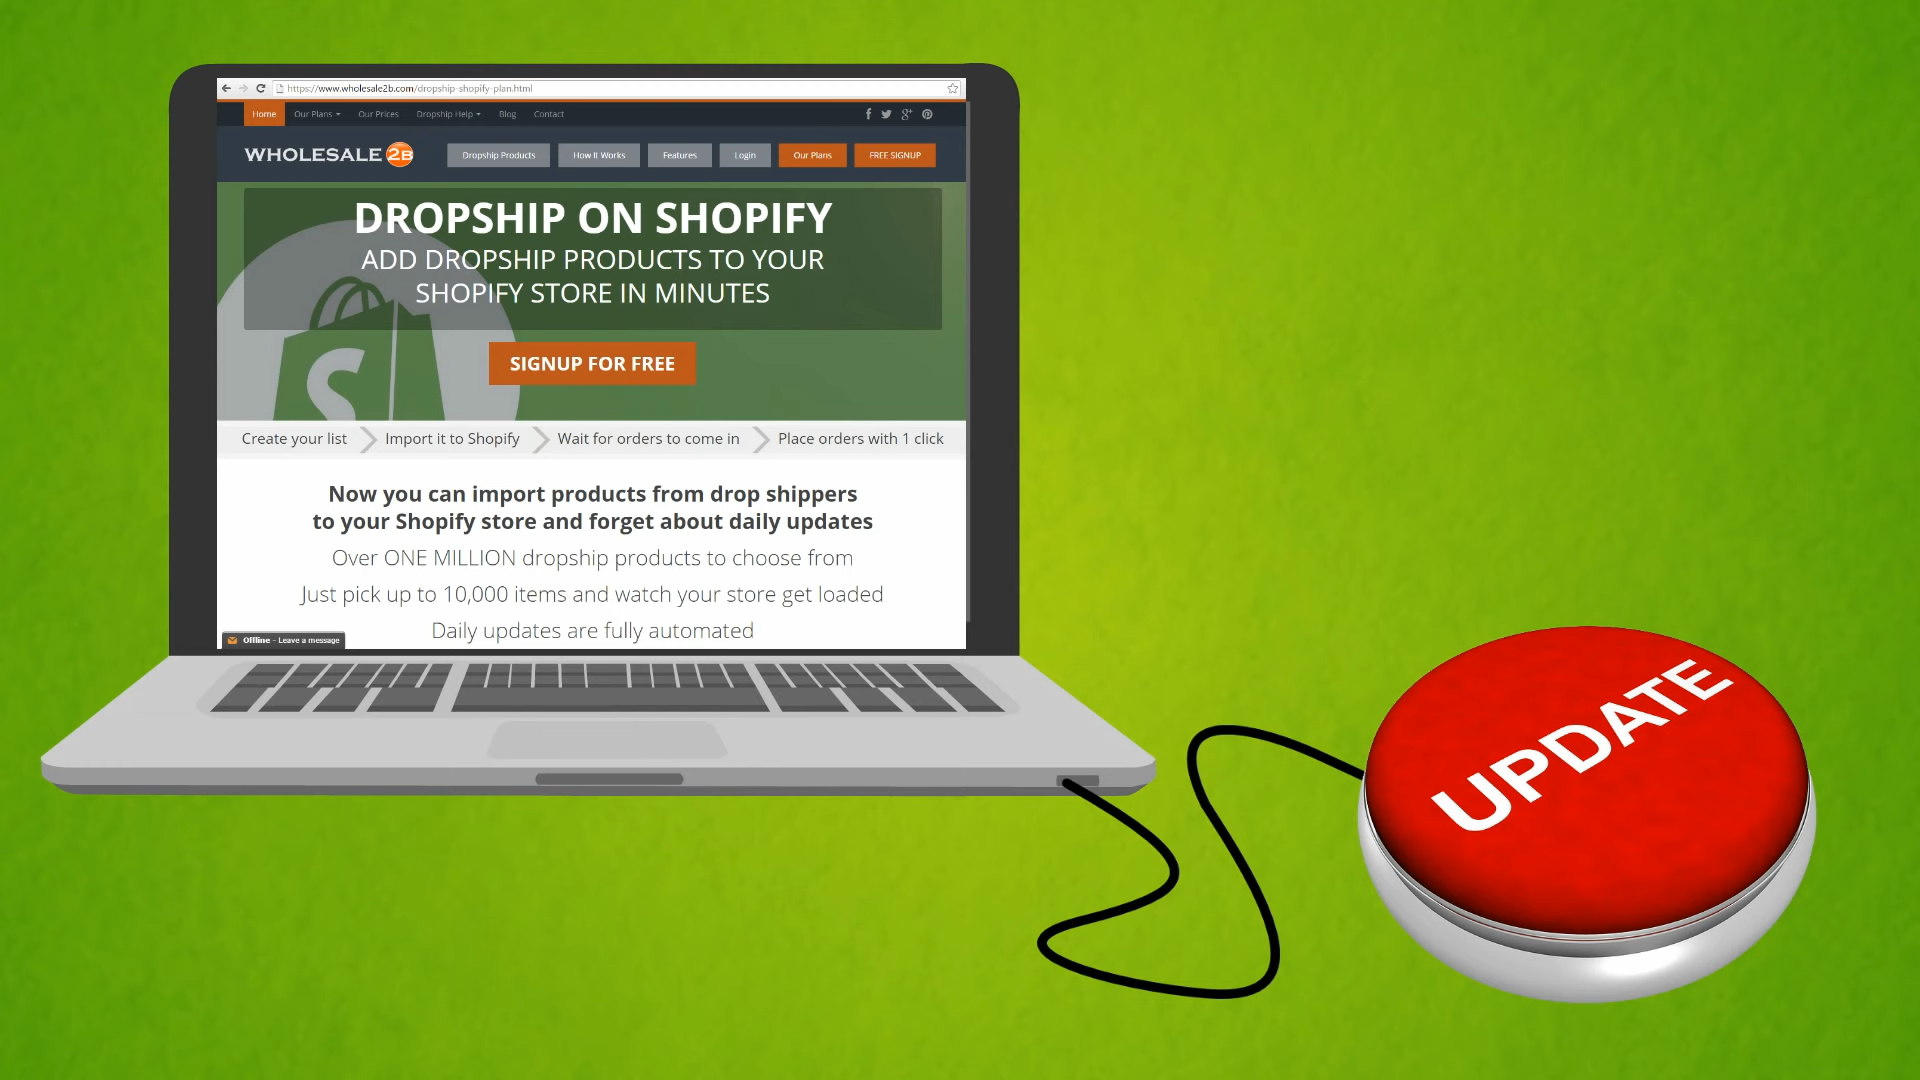 https://www.wholesale2b.com/dropship-shopify-plan.html
Home Our Plans Our Prices Dropship Help Blog Contact
WHOLESALE 2B
Dropship Products How It Works Features Login Our Plans FREE SIGNUP
DROPSHIP ON SHOPIFY
ADD DROPSHIP PRODUCTS TO YOUR
SHOPIFY STORE IN MINUTES
S
SIGNUP FOR FREE
Create your list Import it to Shopify Wait for orders to come in Place orders with 1 click
Now you can import products from drop shippers
to your Shopify store and forget about daily updates
Over ONE MILLION dropship products to choose from
Just pick up to 10,000 items and watch your store get loaded
Daily updates are fully automated
Offline - Leave a message
UPDATE